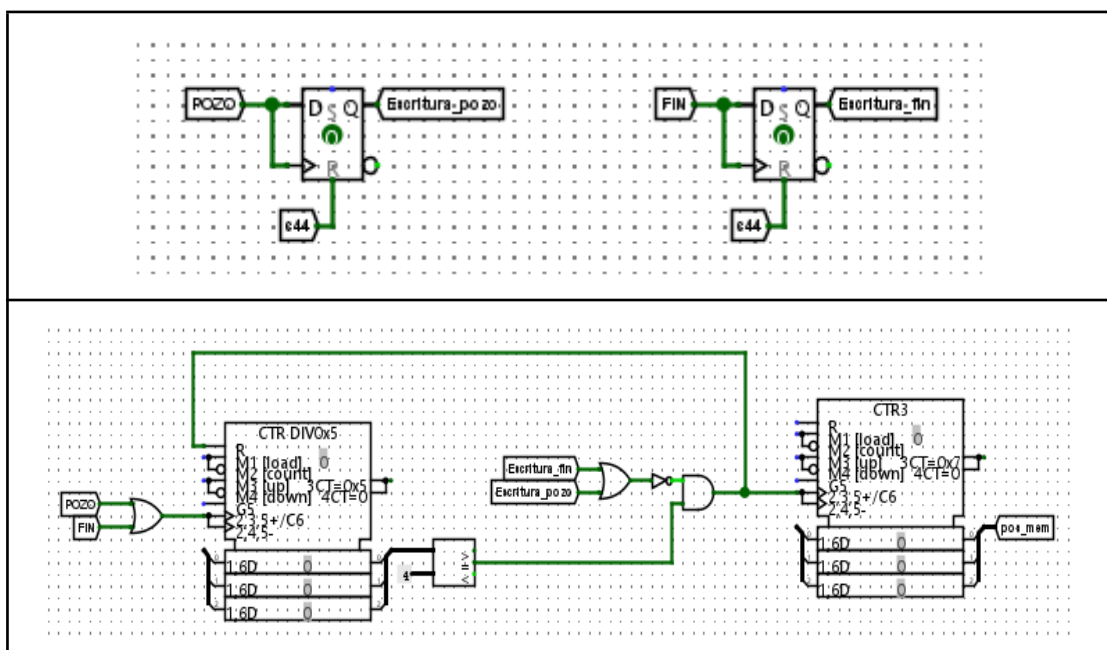 POZO
D S Q
0
R
Escritura_pozo
c44
FIN
D S Q
0
R
Escritura_fin
c44
CTR DIV0x5
R
M1 [load]
M2 [count]
M3 [up]
M4 [down]
G5
2,3,5+/C6
2,4,5-
0
3CT=0x5
4CT=0
1,6D 0
1,6D 0
1,6D 0
POZO
FIN
4
>
=
<
Escritura_fin
Escritura_pozo
CTR3
R
M1 [load]
M2 [count]
M3 [up]
M4 [down]
G5
2,3,5+/C6
2,4,5-
0
3CT=0x7
4CT=0
1,6D 0
1,6D 0
1,6D 0
pos_mem